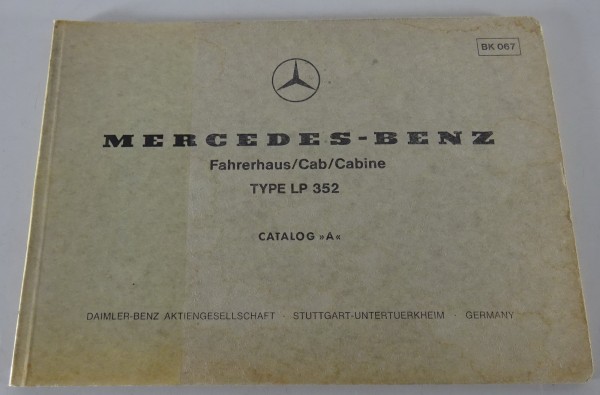 BK 067
MERCEDES-BENZ
Fahrerhaus/Cab/Cabine
TYPE LP 352
CATALOG »A«
DAIMLER-BENZ AKTIENGESELLSCHAFT · STUTTGART-UNTERTUERKHEIM · GERMANY